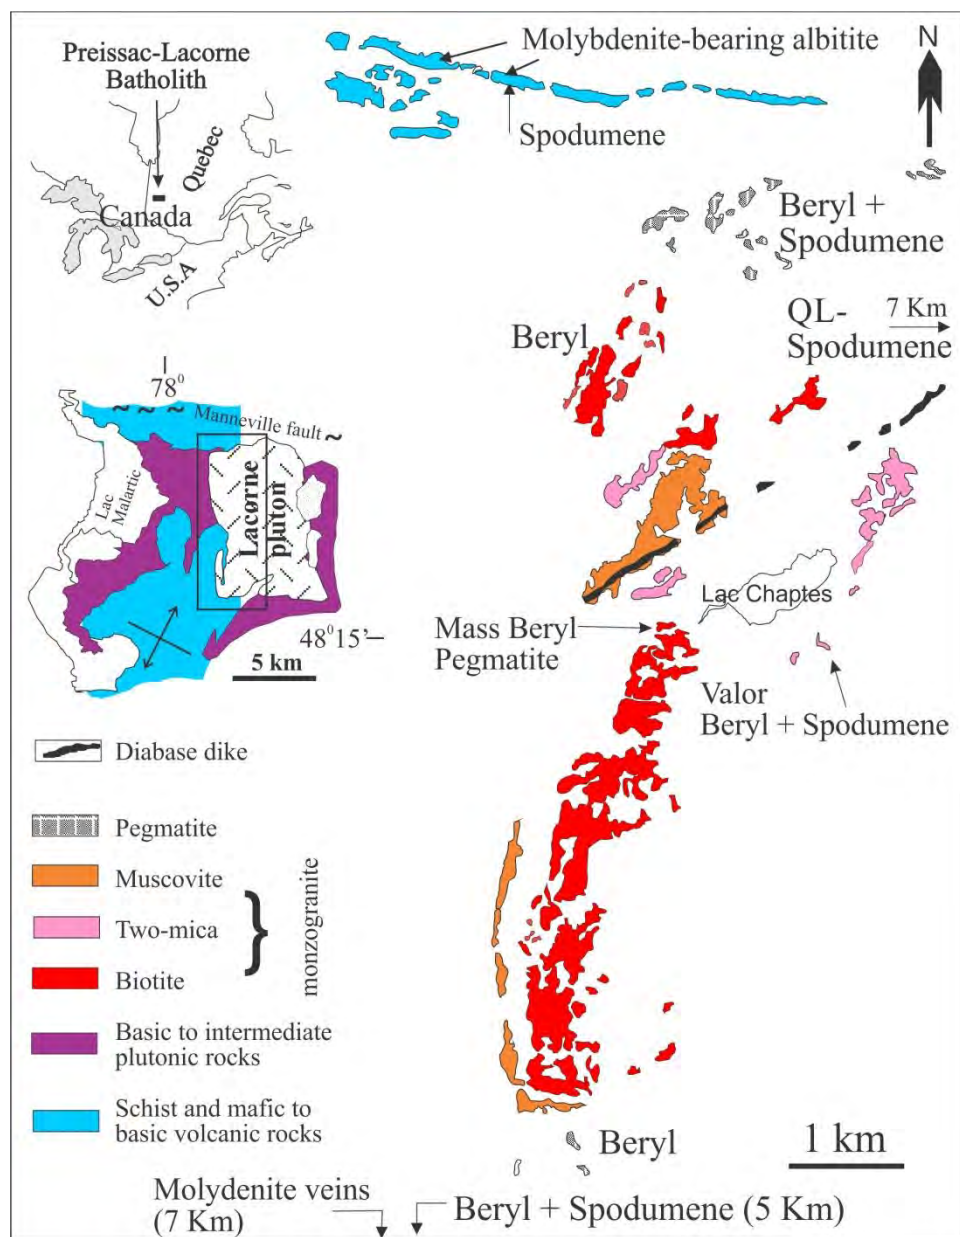 Preissac-Lacorne
Batholith
Quebec
Canada
U.S.A
Molybdenite-bearing albitite
Spodumene
N
Beryl +
Spodumene
Beryl
QL-
Spodumene
7 Km
78⁰
Manneville fault
Lac
Malartic
Lacorne
pluton
48⁰15'
5 km
Lac Chaptes
Mass Beryl
Pegmatite
Valor
Beryl + Spodumene
Diabase dike
Pegmatite
Muscovite
Two-mica
Biotite
monzogranite
Basic to intermediate
plutonic rocks
Schist and mafic to
basic volcanic rocks
1 km
Beryl
Molydenite veins
(7 Km)
Beryl + Spodumene (5 Km)